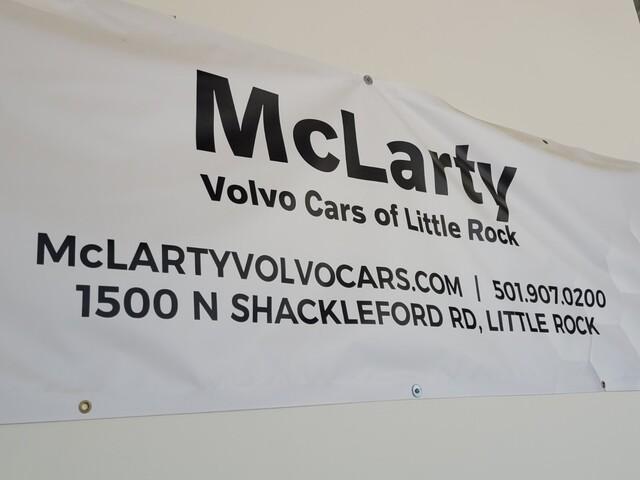 McLarty
Volvo Cars of Little Rock
McLARTYVOLVOCARS.COM | 501.907.0200
1500 N SHACKLEFORD RD, LITTLE ROCK